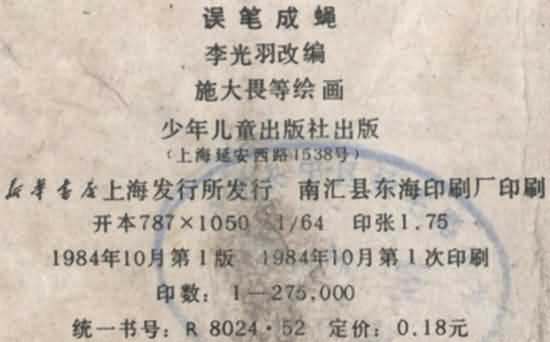 误笔成蝇
李光羽改编
施大畏等绘画
少年儿童出版社出版
(上海延安西路1538号)
新华书店上海发行所发行 南汇县东海印刷厂印刷
开本787×1050 1/64 印张1.75
1984年10月第1版 1984年10月第1次印刷
印数：1—275,000
统一书号：R 8024·52 定价：0.18元